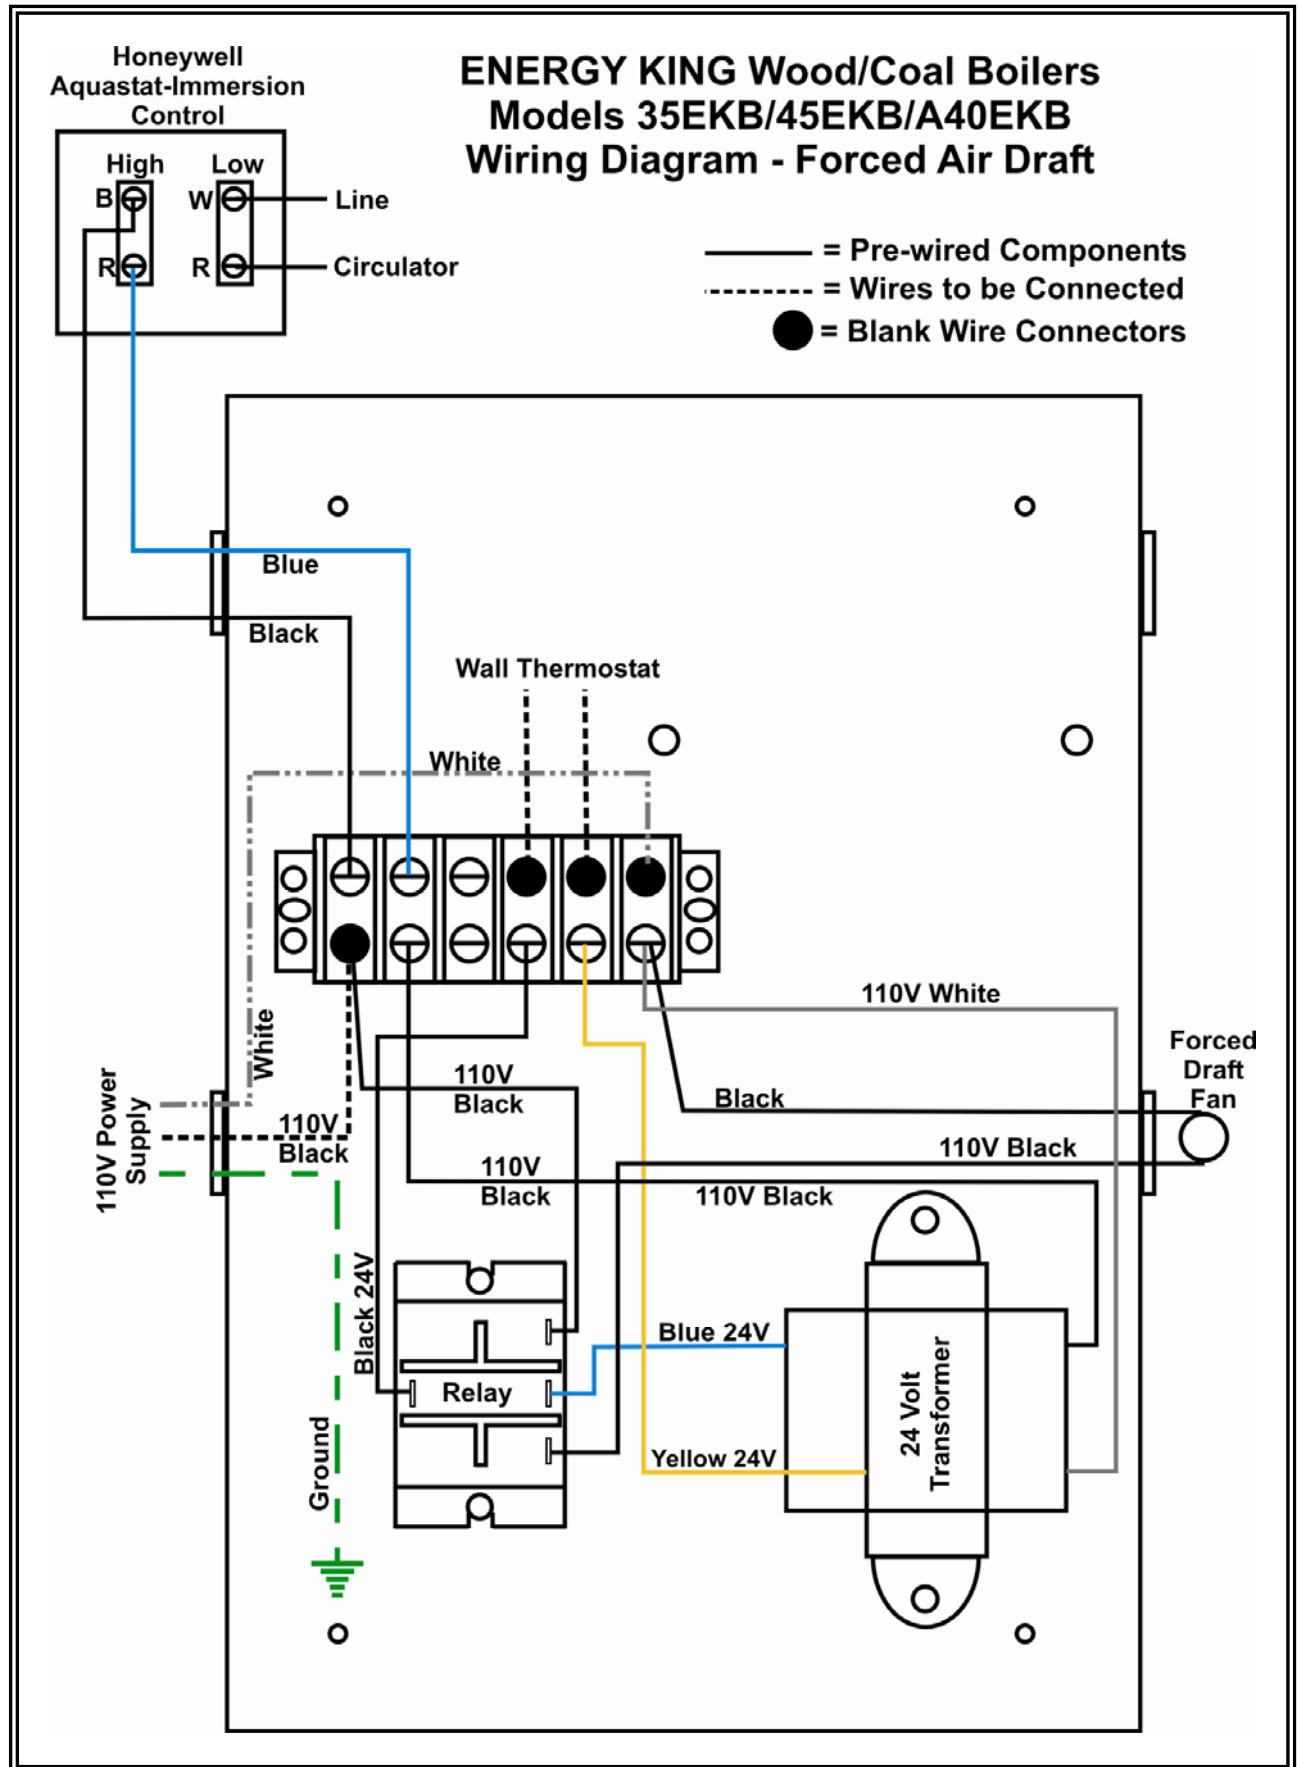 Honeywell
Aquastat-Immersion
Control
ENERGY KING Wood/Coal Boilers
Models 35EKB/45EKB/A40EKB
Wiring Diagram - Forced Air Draft
High Low
B W Line
R R Circulator
= Pre-wired Components
= Wires to be Connected
= Blank Wire Connectors
Blue
Black
Wall Thermostat
White
White
110V White
Forced
Draft
Fan
110V
Black
Black
110V Power
Supply
110V
Black
110V Black
110V
Black
110V Black
Black 24V
Blue 24V
Relay
24 Volt
Transformer
Yellow 24V
Ground